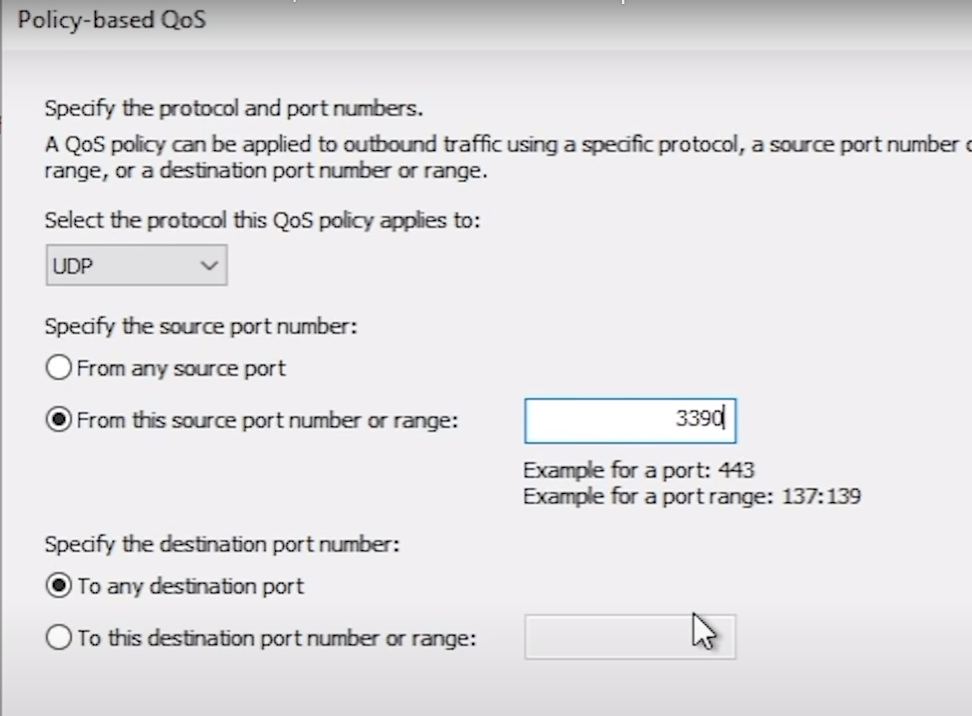 Policy-based QoS
Specify the protocol and port numbers.
A QoS policy can be applied to outbound traffic using a specific protocol, a source port number
range, or a destination port number or range.
Select the protocol this QoS policy applies to:
UDP
Specify the source port number:
From any source port
From this source port number or range:
3390
Example for a port: 443
Example for a port range: 137:139
Specify the destination port number:
To any destination port
To this destination port number or range: